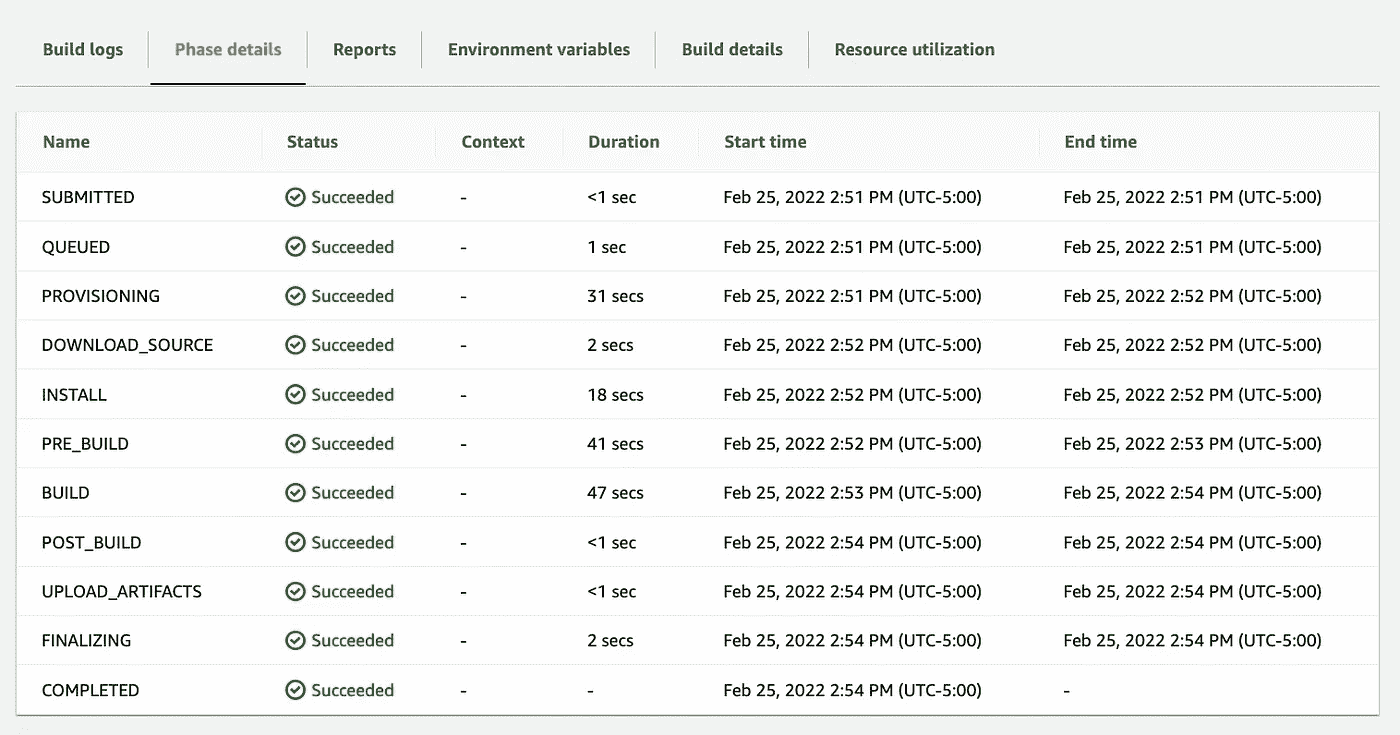 Build logs Phase details Reports Environment variables Build details Resource utilization
Name Status Context Duration Start time End time
SUBMITTED Succeeded - <1 sec Feb 25, 2022 2:51 PM (UTC-5:00) Feb 25, 2022 2:51 PM (UTC-5:00)
QUEUED Succeeded - 1 sec Feb 25, 2022 2:51 PM (UTC-5:00) Feb 25, 2022 2:51 PM (UTC-5:00)
PROVISIONING Succeeded - 31 secs Feb 25, 2022 2:51 PM (UTC-5:00) Feb 25, 2022 2:52 PM (UTC-5:00)
DOWNLOAD_SOURCE Succeeded - 2 secs Feb 25, 2022 2:52 PM (UTC-5:00) Feb 25, 2022 2:52 PM (UTC-5:00)
INSTALL Succeeded - 18 secs Feb 25, 2022 2:52 PM (UTC-5:00) Feb 25, 2022 2:52 PM (UTC-5:00)
PRE_BUILD Succeeded - 41 secs Feb 25, 2022 2:52 PM (UTC-5:00) Feb 25, 2022 2:53 PM (UTC-5:00)
BUILD Succeeded - 47 secs Feb 25, 2022 2:53 PM (UTC-5:00) Feb 25, 2022 2:54 PM (UTC-5:00)
POST_BUILD Succeeded - <1 sec Feb 25, 2022 2:54 PM (UTC-5:00) Feb 25, 2022 2:54 PM (UTC-5:00)
UPLOAD_ARTIFACTS Succeeded - <1 sec Feb 25, 2022 2:54 PM (UTC-5:00) Feb 25, 2022 2:54 PM (UTC-5:00)
FINALIZING Succeeded - 2 secs Feb 25, 2022 2:54 PM (UTC-5:00) Feb 25, 2022 2:54 PM (UTC-5:00)
COMPLETED Succeeded - - Feb 25, 2022 2:54 PM (UTC-5:00) -